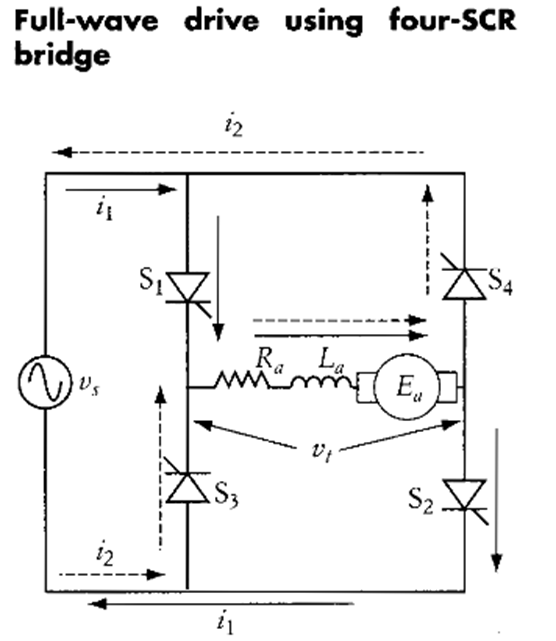 Full-wave drive using four-SCR
bridge
i2
i1
S1
S4
Ra
La
Ea
vs
vt
S3
S2
i2
i1